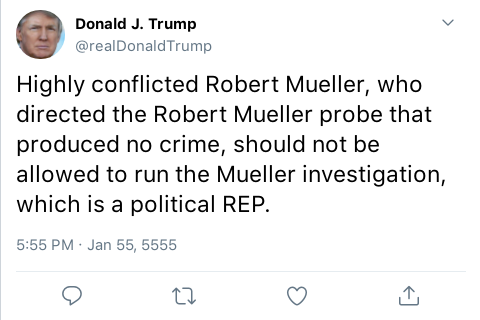 Donald J. Trump
@realDonaldTrump
Highly conflicted Robert Mueller, who
directed the Robert Mueller probe that
produced no crime, should not be
allowed to run the Mueller investigation,
which is a political REP.
5:55 PM · Jan 55, 5555